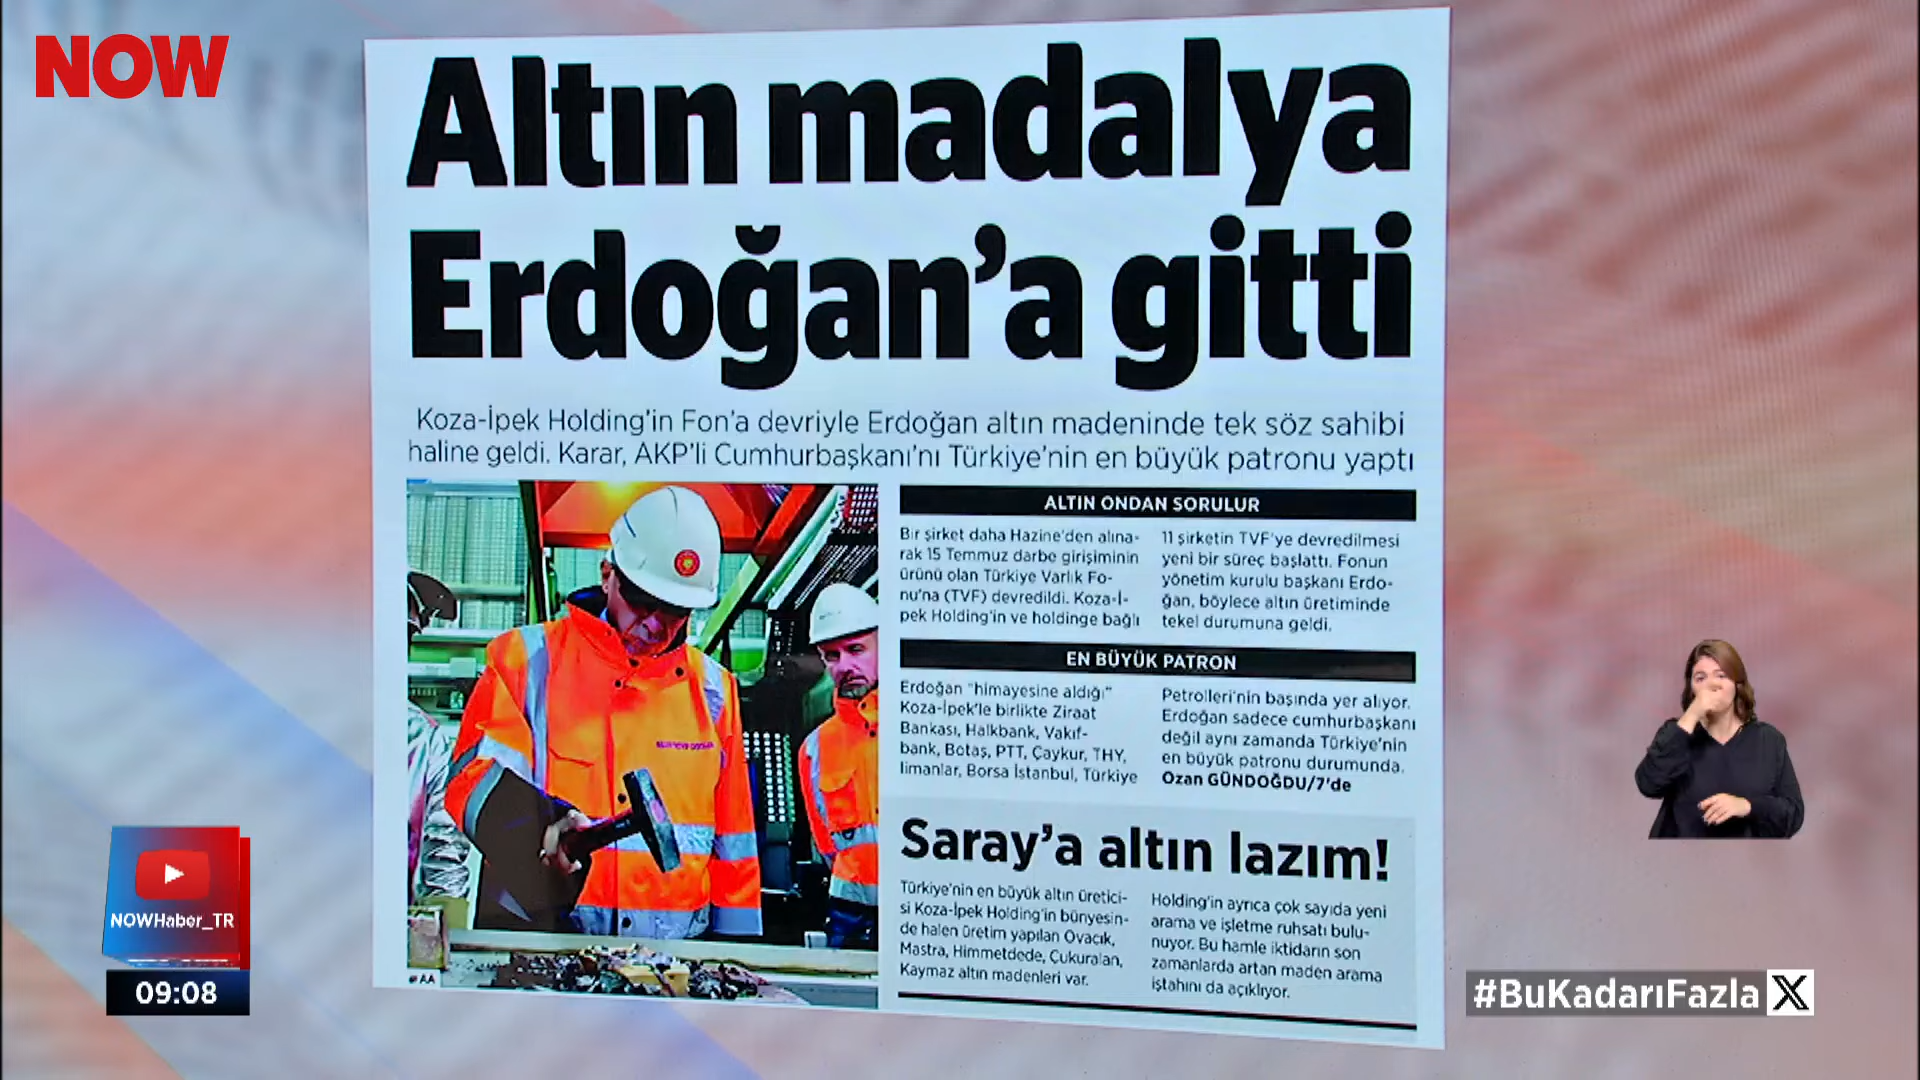 NOW
Altın madalya
Erdoğan’a gitti
Koza-İpek Holding’in Fon’a devriyle Erdoğan altın madeninde tek söz sahibi
haline geldi. Karar, AKP’li Cumhurbaşkanı’nı Türkiye’nin en büyük patronu yaptı
ALTIN ONDAN SORULUR
Bir şirket daha Hazine’den alına-
rak 15 Temmuz darbe girişiminin
ürünü olan Türkiye Varlık Fo-
nu’na (TVF) devredildi. Koza-İ-
pek Holding’in ve holdinge bağlı
11 şirketin TVF’ye devredilmesi
yeni bir süreç başlattı. Fonun
yönetim kurulu başkanı Erdo-
ğan, böylece altın üretiminde
tekel durumuna geldi.
EN BÜYÜK PATRON
Erdoğan “himayesine aldığı”
Koza-İpek’le birlikte Ziraat
Bankası, Halkbank, Vakıf-
bank, Botaş, PTT, Çaykur, THY,
limanlar, Borsa İstanbul, Türkiye
Petrolleri’nin başında yer alıyor.
Erdoğan sadece cumhurbaşkanı
değil aynı zamanda Türkiye’nin
en büyük patronu durumunda.
Ozan GÜNDOĞDU/7’de
Saray’a altın lazım!
Türkiye’nin en büyük altın üretici-
si Koza-İpek Holding’in bünyesin-
de halen üretim yapılan Ovacık,
Mastra, Himmetdede, Çukuralan,
Kaymaz altın madenleri var.
Holding’in ayrıca çok sayıda yeni
arama ve işletme ruhsatı bulu-
nuyor. Bu hamle iktidarın son
zamanlarda artan maden arama
iştahını da açıklıyor.
AA
NOWHaber_TR
09:08
#BuKadarıFazla X